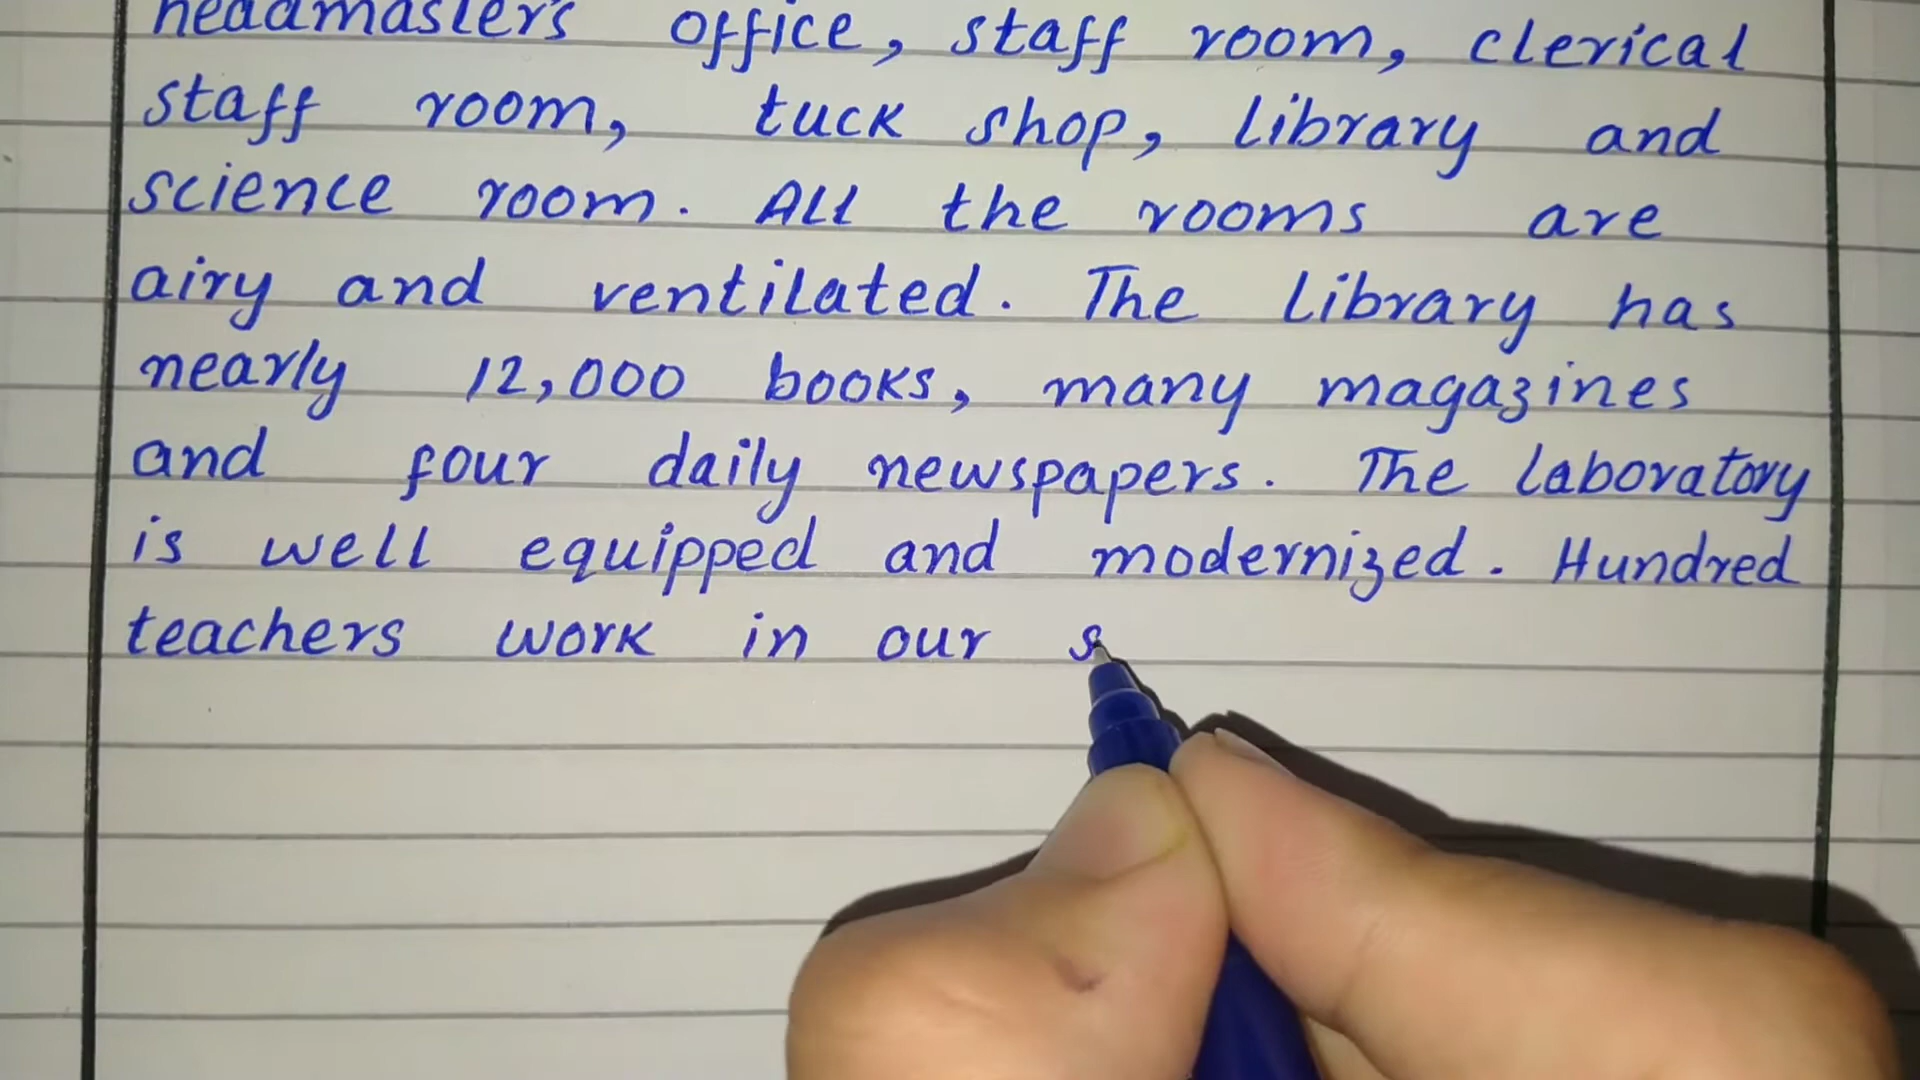 headmaster's office, staff room, clerical
staff room, tuck shop, library and
science room. All the rooms are
airy and ventilated. The library has
nearly 12,000 books, many magazines
and four daily newspapers. The laboratory
is well equipped and modernized. Hundred
teachers work in our s